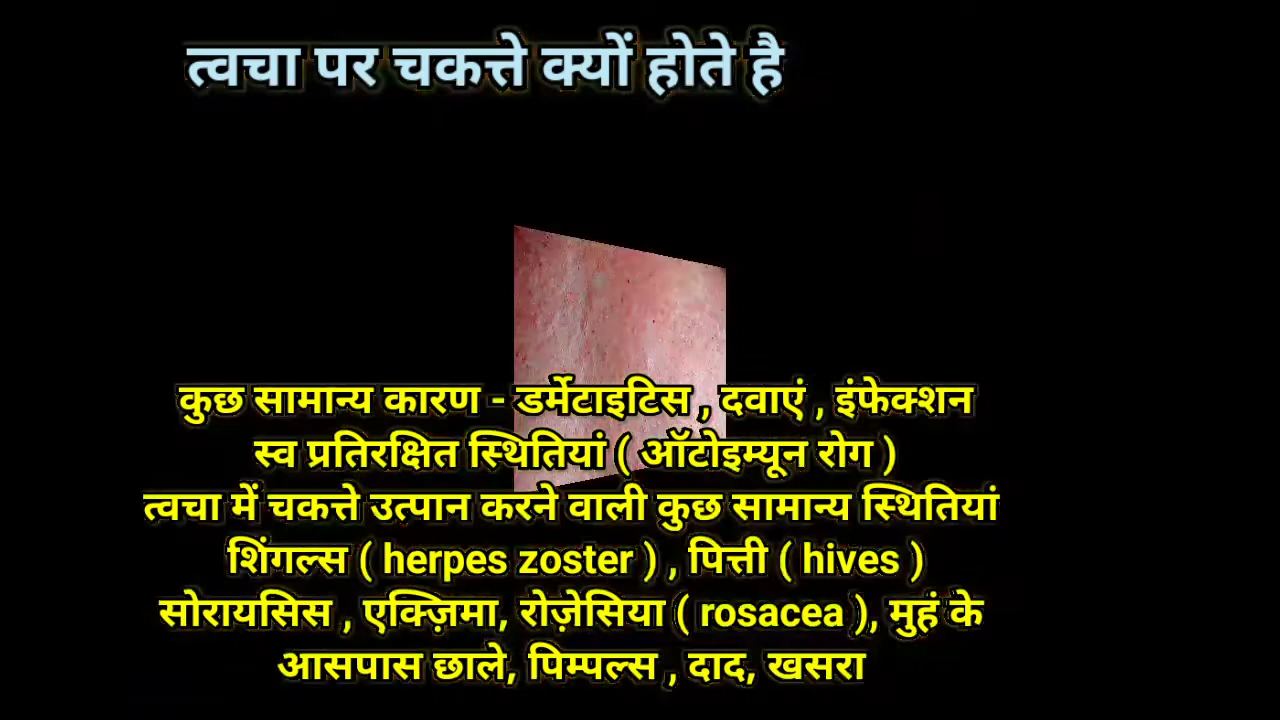 त्वचा पर चकत्ते क्यों होते है
कुछ सामान्य कारण - डर्मेटाइटिस , दवाएं , इंफेक्शन
स्व प्रतिरक्षित स्थितियां ( ऑटोइम्यून रोग )
त्वचा में चकत्ते उत्पान करने वाली कुछ सामान्य स्थितियां
शिंगल्स ( herpes zoster ) , पित्ती ( hives )
सोरायसिस , एक्ज़िमा, रोज़ेसिया ( rosacea ), मुहं के
आसपास छाले, पिम्पल्स , दाद, खसरा